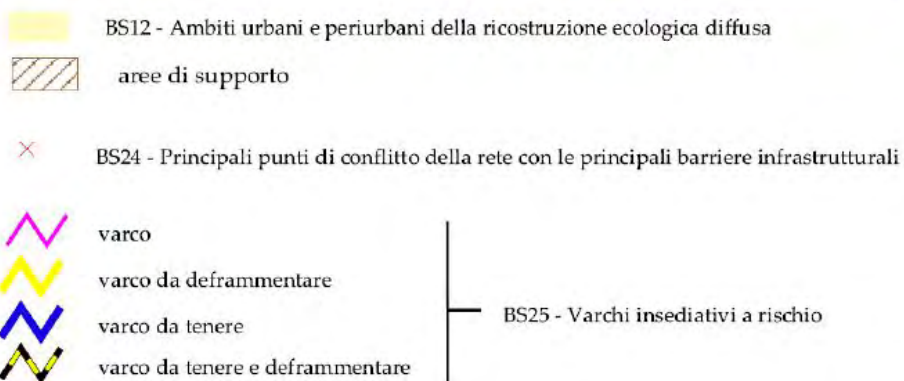 BS12 - Ambiti urbani e periurbani della ricostruzione ecologica diffusa
aree di supporto
BS24 - Principali punti di conflitto della rete con le principali barriere infrastrutturali
varco
varco da deframmentare
varco da tenere
BS25 - Varchi insediativi a rischio
varco da tenere e deframmentare